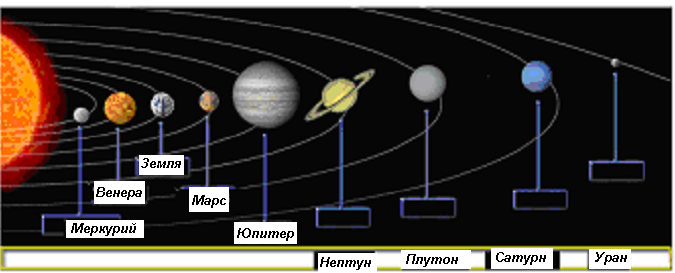 Земля
Венера
Марс
Меркурий
Юпитер
Нептун
Плутон
Сатурн
Уран